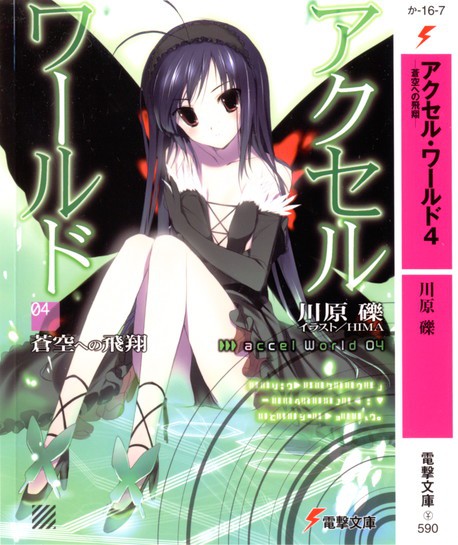 アクセル
ワールド
04
蒼空への飛翔
川原 礫
イラスト/HIMA
accel World 04
電撃文庫
か-16-7
アクセル・ワールド4
―蒼空への飛翔―
川原 礫
電撃文庫
¥
590